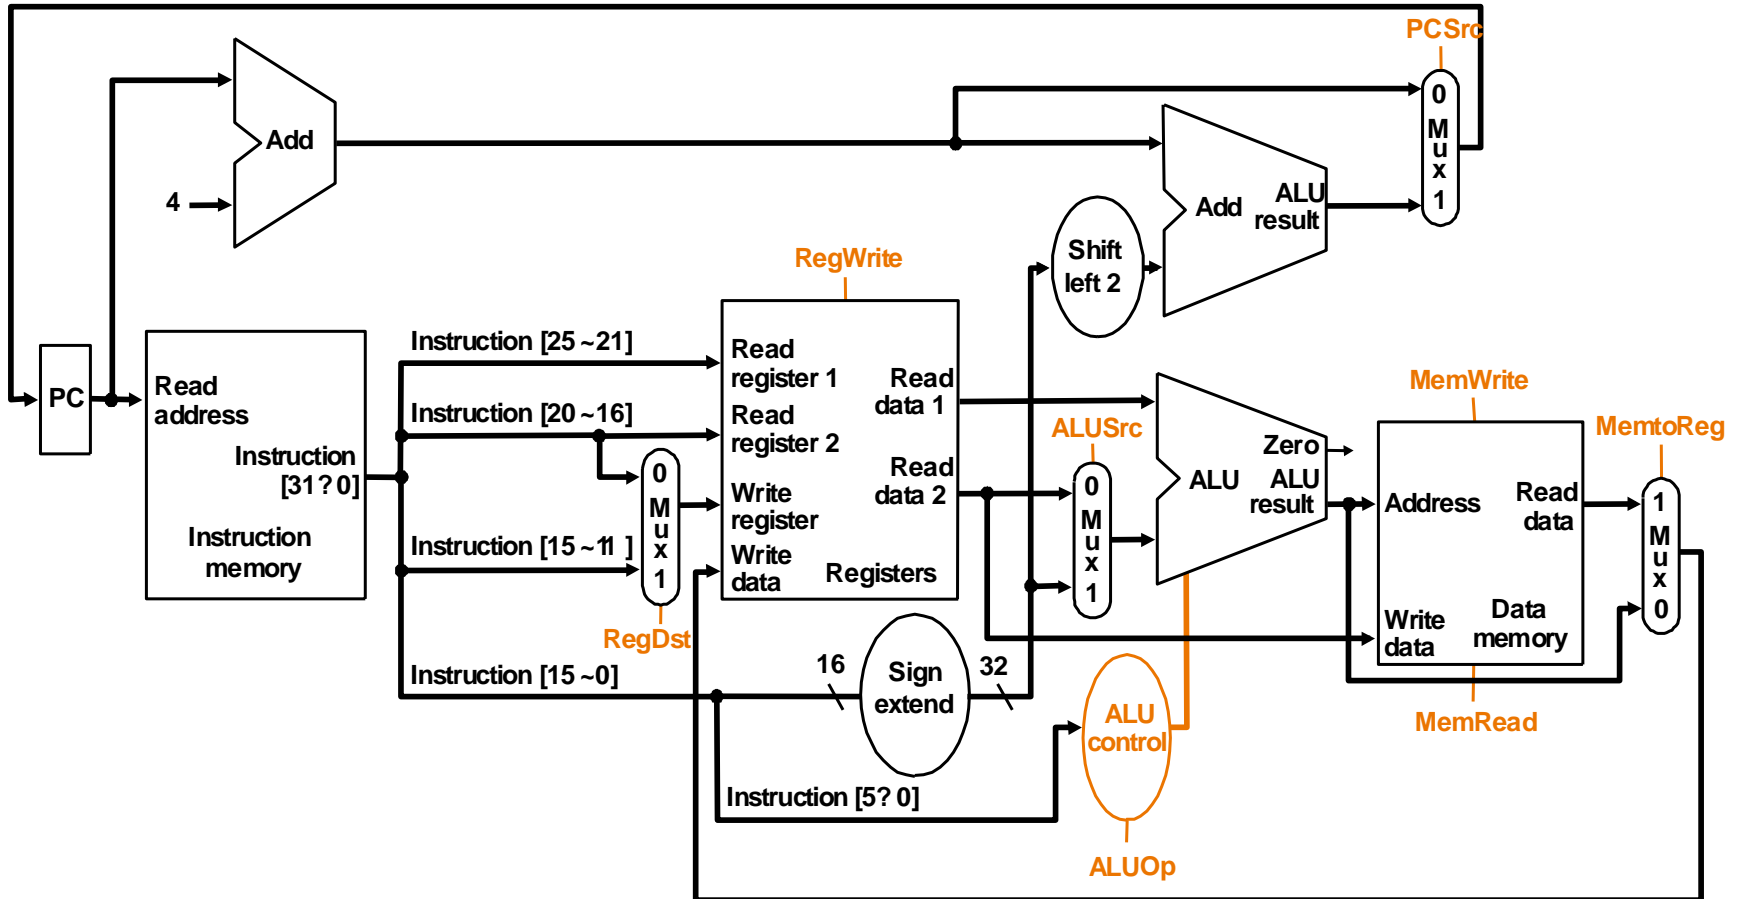 PCSrc
0
M
u
x
1
Add
ALU
Add
result
4
Shift
left 2
RegWrite
Instruction [25 ~21]
Read
register 1
Read
data 1
PC
Read
address
Instruction [20 ~16]
Read
register 2
MemWrite
ALUSrc
MemtoReg
Instruction
[31? 0]
0
M
u
x
1
Write
register
Read
data 2
0
M
u
x
1
Zero
ALU
ALU
result
Address
Read
data
1
M
u
x
0
Instruction
memory
Instruction [15 ~11 ]
Write
data
Registers
RegDst
Write
data
Data
memory
Instruction [15 ~0]
16
Sign
extend
32
ALU
control
MemRead
Instruction [5? 0]
ALUOp